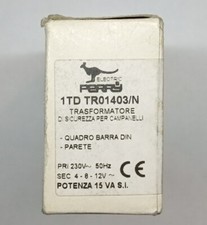 ELECTRIC
PERRY
1TD TR01403/N
TRASFORMATORE
DI SICUREZZA PER CAMPANELLI
- QUADRO BARRA DIN
- PARETE
PRI 230V~ 50Hz
SEC 4 - 8 - 12V ~ CE
POTENZA 15 VA S.I.